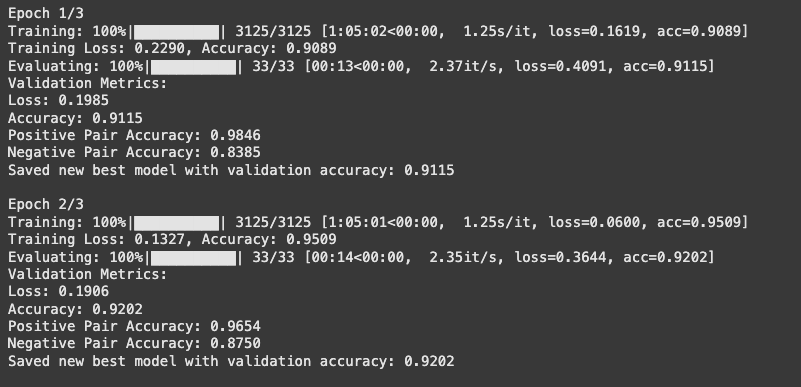 Epoch 1/3
Training: 100%|██████████| 3125/3125 [1:05:02<00:00,  1.25s/it, loss=0.1619, acc=0.9089]
Training Loss: 0.2290, Accuracy: 0.9089
Evaluating: 100%|██████████| 33/33 [00:13<00:00,  2.37it/s, loss=0.4091, acc=0.9115]
Validation Metrics:
Loss: 0.1985
Accuracy: 0.9115
Positive Pair Accuracy: 0.9846
Negative Pair Accuracy: 0.8385
Saved new best model with validation accuracy: 0.9115
Epoch 2/3
Training: 100%|██████████| 3125/3125 [1:05:01<00:00,  1.25s/it, loss=0.0600, acc=0.9509]
Training Loss: 0.1327, Accuracy: 0.9509
Evaluating: 100%|██████████| 33/33 [00:14<00:00,  2.35it/s, loss=0.3644, acc=0.9202]
Validation Metrics:
Loss: 0.1906
Accuracy: 0.9202
Positive Pair Accuracy: 0.9654
Negative Pair Accuracy: 0.8750
Saved new best model with validation accuracy: 0.9202